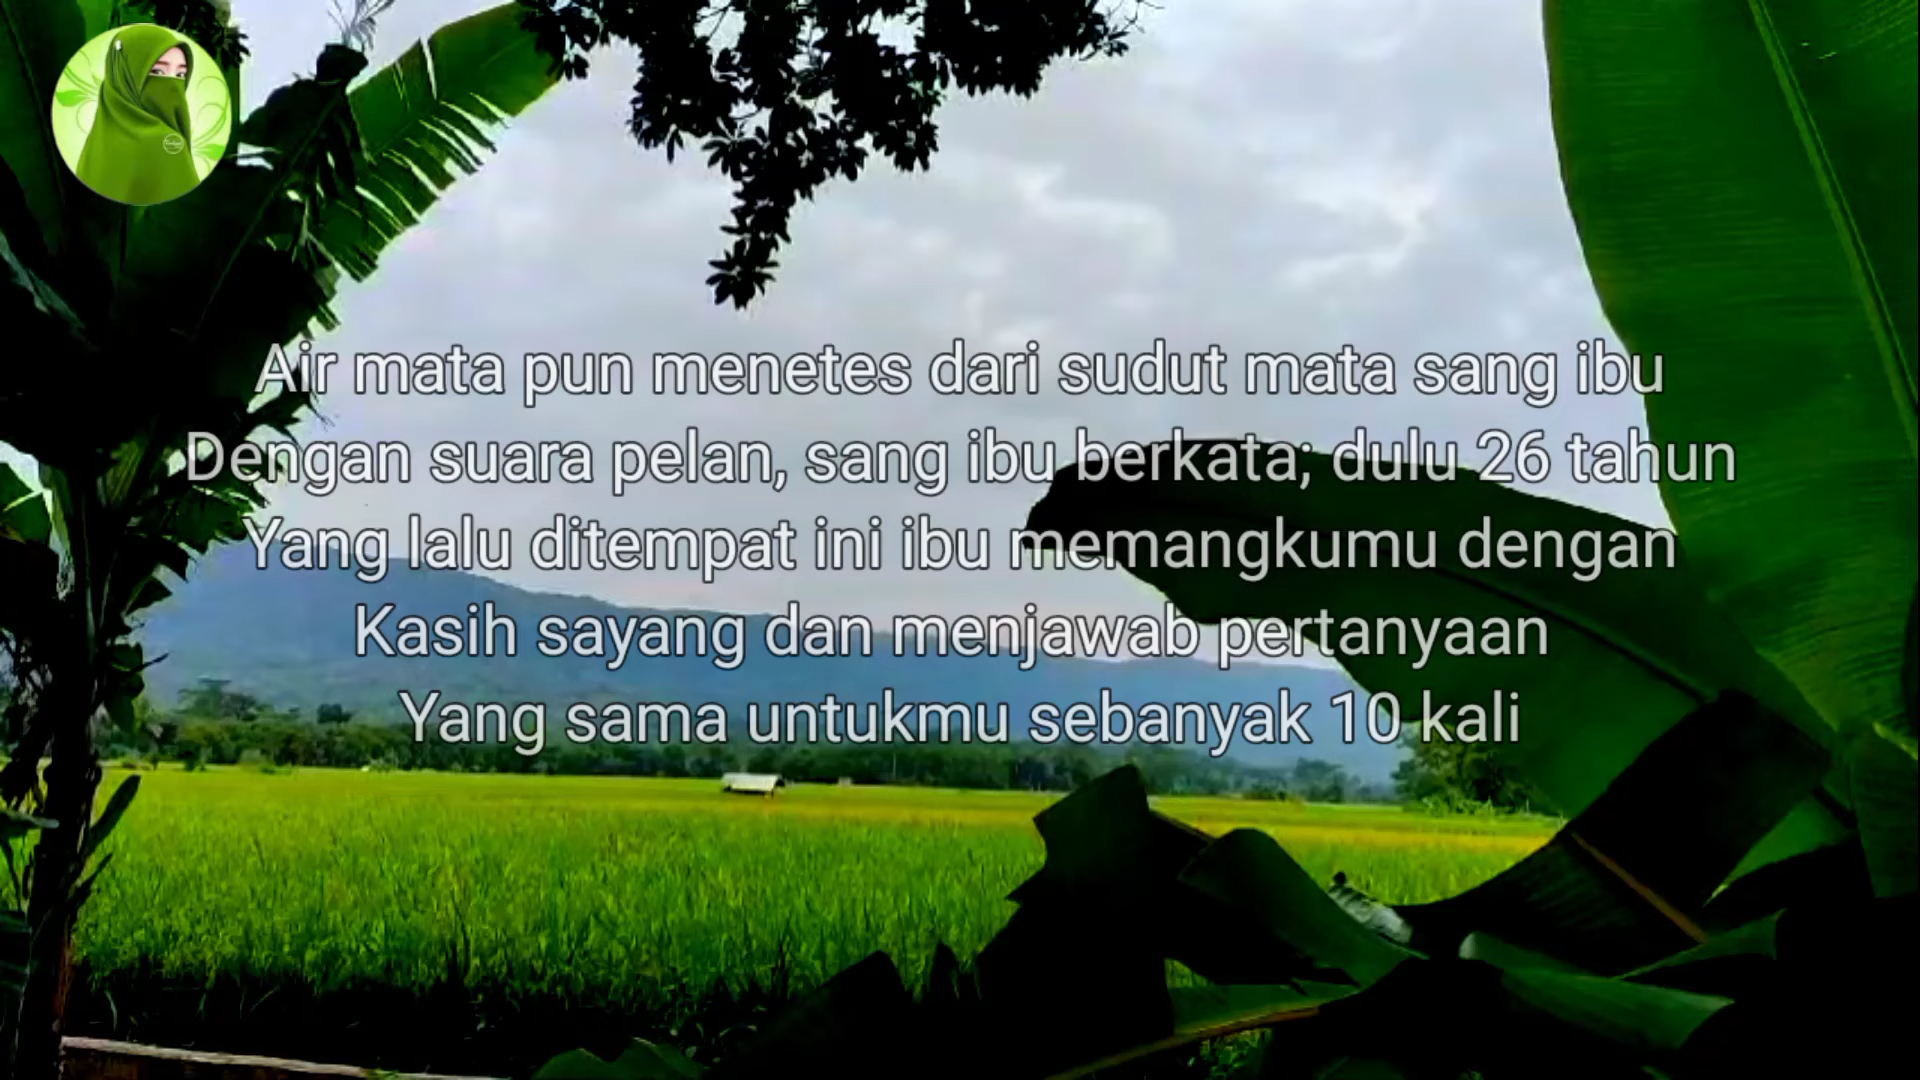 Air mata pun menetes dari sudut mata sang ibu
Dengan suara pelan, sang ibu berkata; dulu 26 tahun
Yang lalu ditempat ini ibu memangkumu dengan
Kasih sayang dan menjawab pertanyaan
Yang sama untukmu sebanyak 10 kali